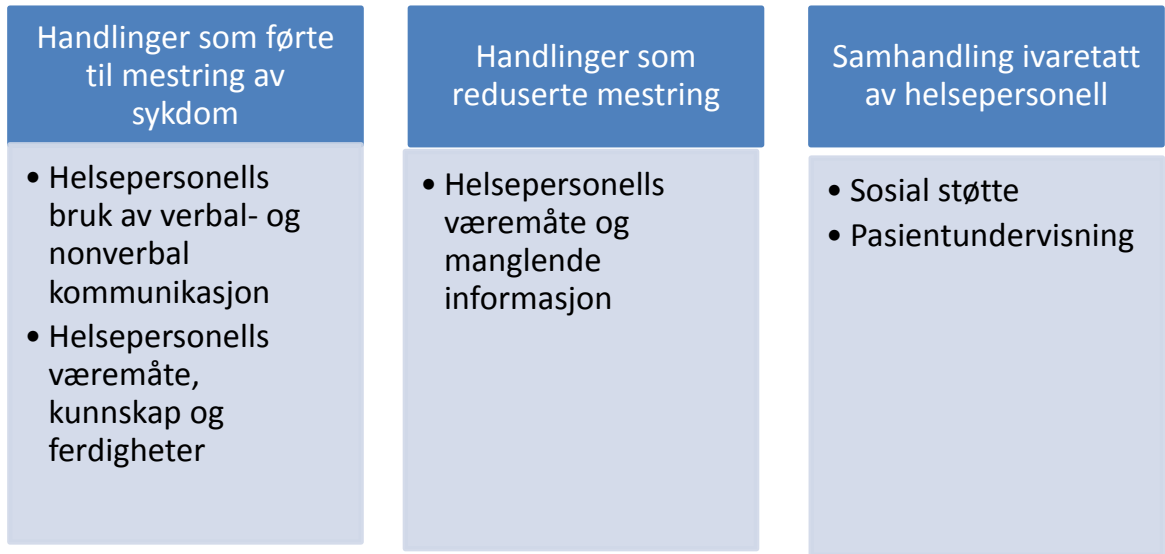 Handlinger som førte
til mestring av
sykdom
• Helsepersonells
bruk av verbal- og
nonverbal
kommunikasjon
• Helsepersonells
væremåte,
kunnskap og
ferdigheter
Handlinger som
reduserte mestring
• Helsepersonells
væremåte og
manglende
informasjon
Samhandling ivaretatt
av helsepersonell
• Sosial støtte
• Pasientundervisning